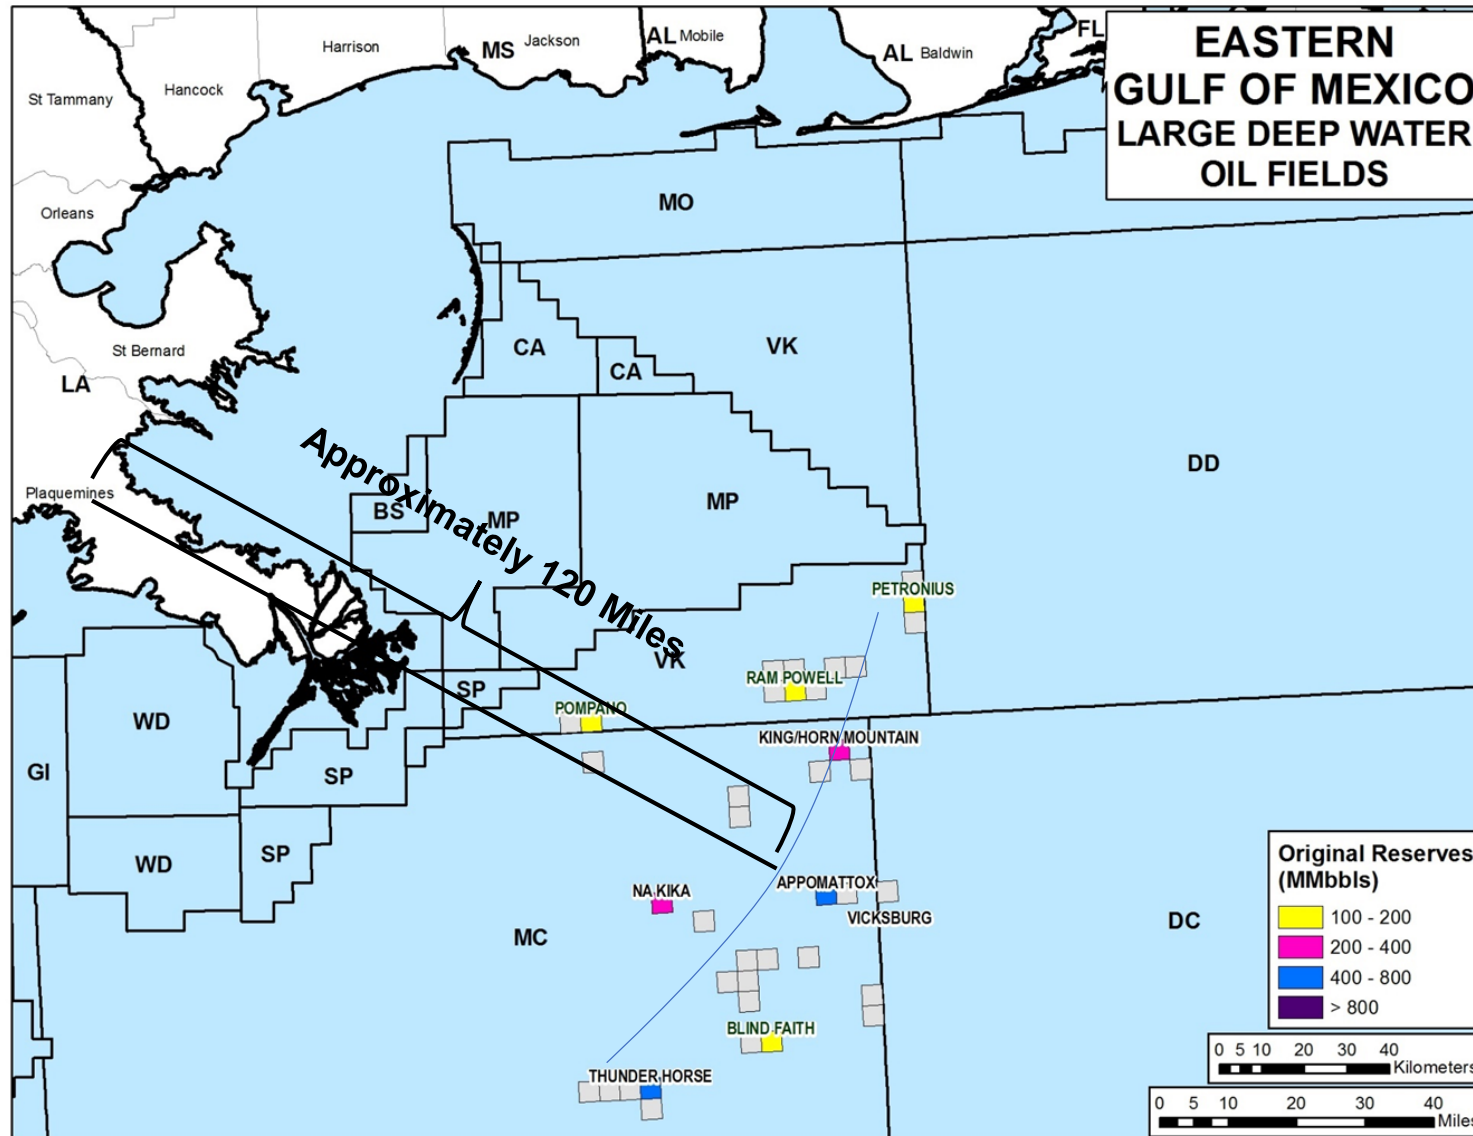 EASTERN
GULF OF MEXICO
LARGE DEEP WATER
OIL FIELDS
St Tammany
Hancock
Harrison
MS
Jackson
AL
Mobile
AL
Baldwin
FL
Orleans
St Bernard
LA
Plaquemines
MO
CA
CA
VK
DD
BS
MP
MP
Approximately 120 Miles
PETRONIUS
VK
RAM POWELL
SP
POMPANO
KING/HORN MOUNTAIN
WD
GI
SP
WD
SP
NA KIKA
APPOMATTOX
VICKSBURG
MC
DC
BLIND FAITH
THUNDER HORSE
Original Reserves
(MMbbls)
100 - 200
200 - 400
400 - 800
> 800
0 5 10 20 30 40
Kilometers
0 5 10 20 30 40
Miles